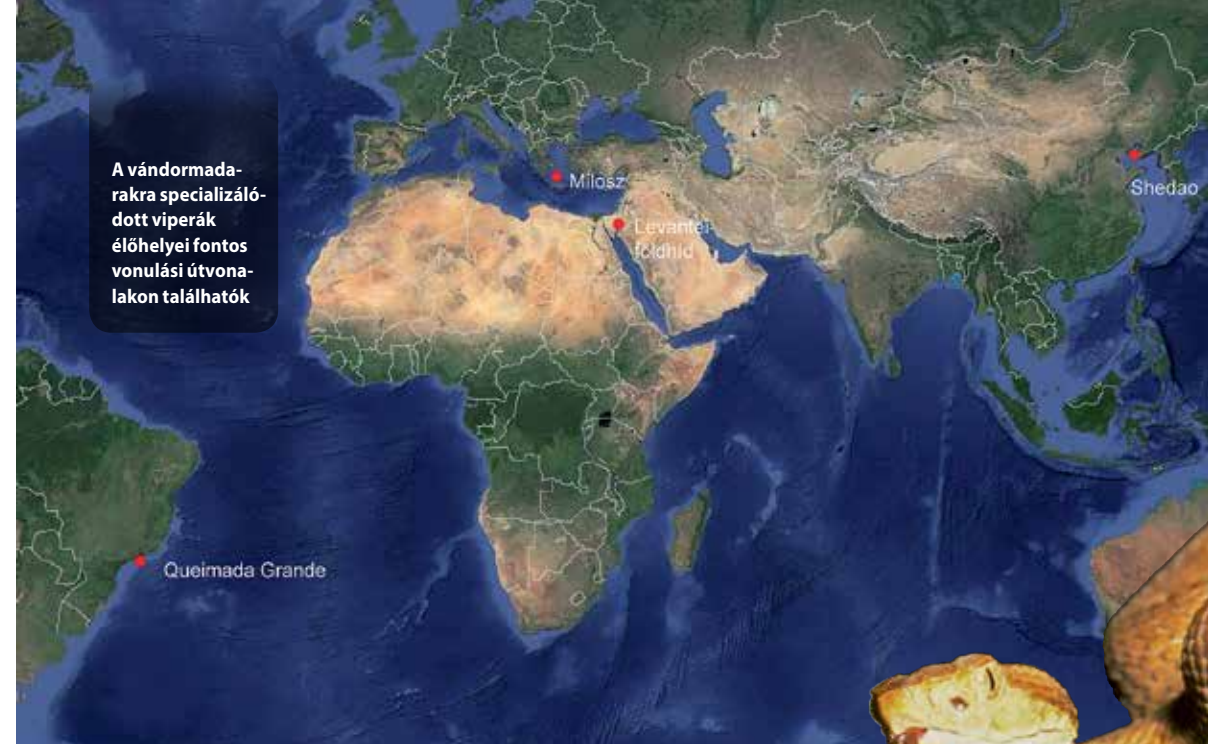 A vándormada-
rakra specializáló-
dott viperák
élőhelyei fontos
vonulási útvona-
lakon találhatók
Milosz
Levantei
földhíd
Shedao
Queimada Grande